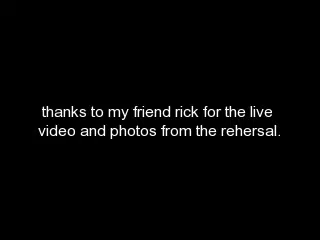 thanks to my friend rick for the live
video and photos from the rehersal.